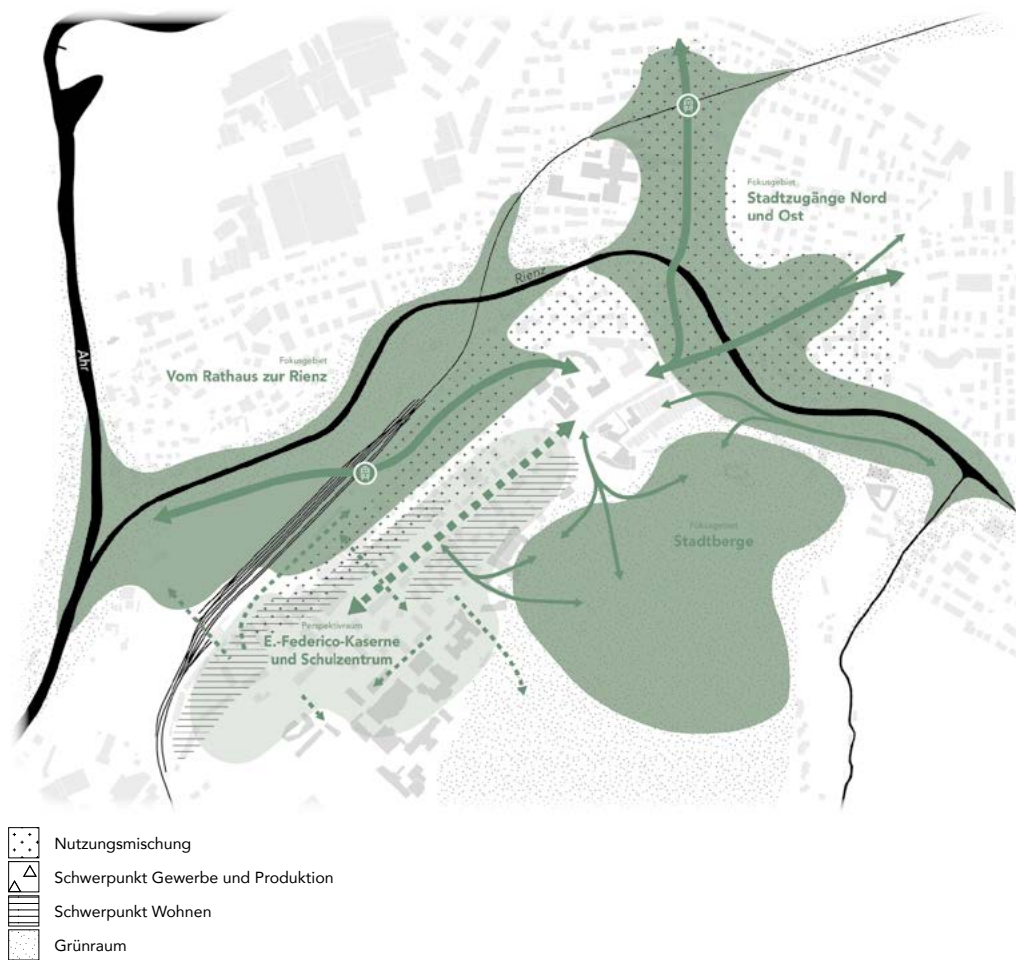 Fokusgebiet
Stadtzugänge Nord
und Ost
Rienz
Ahr
Fokusgebiet
Vom Rathaus zur Rienz
Fokusgebiet
Stadtberge
Perspektivraum
E.-Federico-Kaserne
und Schulzentrum
Nutzungsmischung
Schwerpunkt Gewerbe und Produktion
Schwerpunkt Wohnen
Grünraum